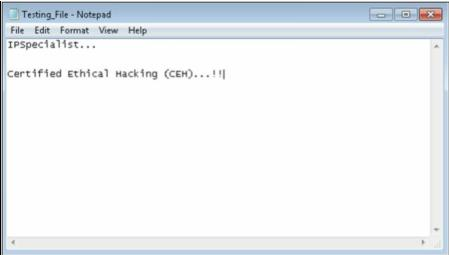 Testing_File - Notepad
File Edit Format View Help
IPSpecialist...
Certified Ethical Hacking (CEH)...!!